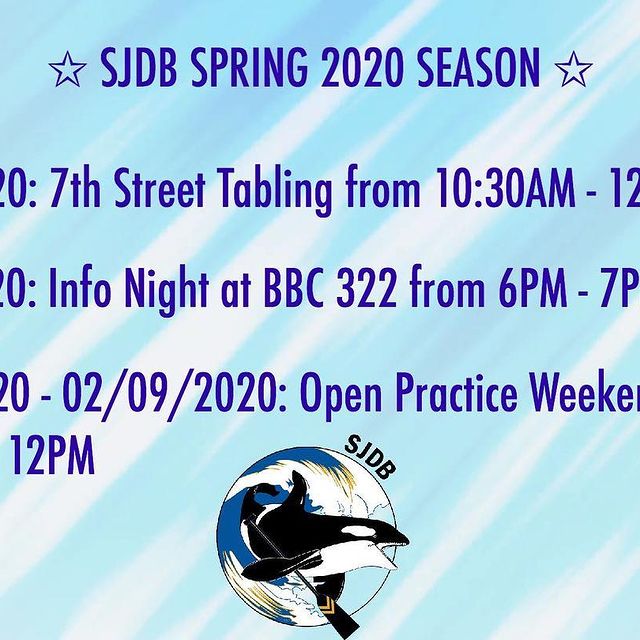 ☆ SJDB SPRING 2020 SEASON ☆
20: 7th Street Tabling from 10:30AM - 12
20: Info Night at BBC 322 from 6PM - 7P
20 - 02/09/2020: Open Practice Weeke
12PM
SJDB